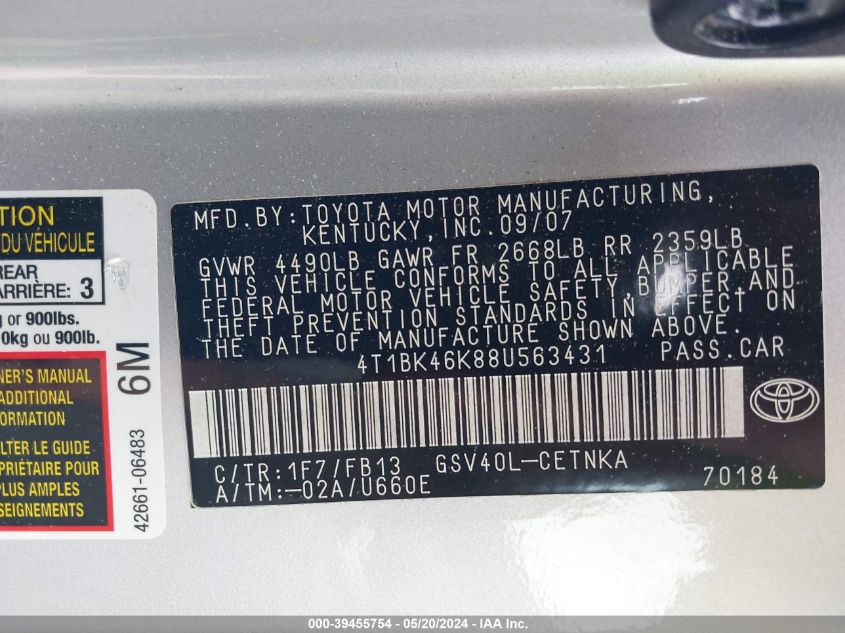 TION
DU VÉHICULE
REAR
ARRIÈRE: 3
g or 900lbs.
0kg ou 900lb.
NER'S MANUAL
ADDITIONAL
ORMATION
LTER LE GUIDE
PRIÉTAIRE POUR
PLUS AMPLES
SEIGNEMENTS
6M
42661-06483
MFD.BY:TOYOTA MOTOR MANUFACTURING,
KENTUCKY,INC.09/07
GVWR 4490LB GAWR FR 2668LB RR 2359LB
THIS VEHICLE CONFORMS TO ALL APPLICABLE
FEDERAL MOTOR VEHICLE SAFETY,BUMPER,AND
THEFT PREVENTION STANDARDS IN EFFECT ON
THE DATE OF MANUFACTURE SHOWN ABOVE.
4T1BK46K88U563431 PASS.CAR
C/TR:1F7/FB13 GSV40L-CETNKA
A/TM:-02A/U660E 70184
000-39455754 - 05/20/2024 - IAA Inc.